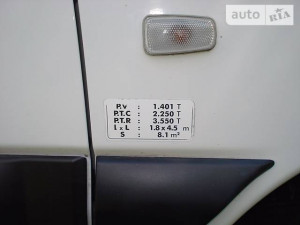 auto RIA
P.v : 1.401 T
P.T.C : 2.250 T
P.T.R : 3.550 T
l x L : 1.8 x 4.5 m
S : 8.1 m²